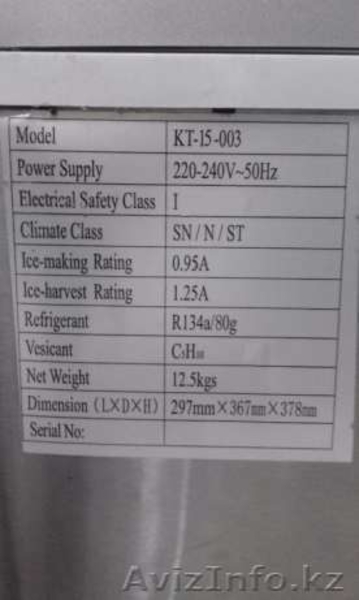 Model KT-15-003
Power Supply 220-240V~50Hz
Electrical Safety Class I
Climate Class SN/N/ST
Ice-making Rating 0.95A
Ice-harvest Rating 1.25A
Refrigerant R134a/80g
Vesicant C₅H₁₀
Net Weight 12.5kgs
Dimension (L×D×H) 297mm×367mm×378mm
Serial No:
АвизИнфо.kz